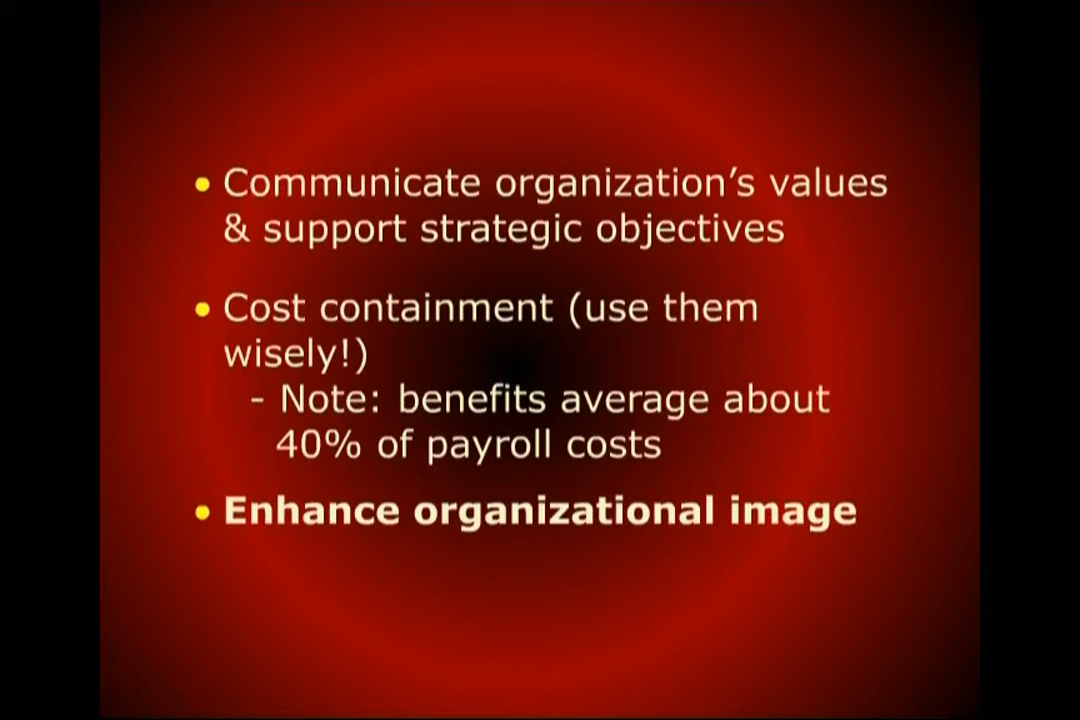 • Communicate organization’s values
& support strategic objectives
• Cost containment (use them
wisely!)
- Note: benefits average about
40% of payroll costs
• Enhance organizational image